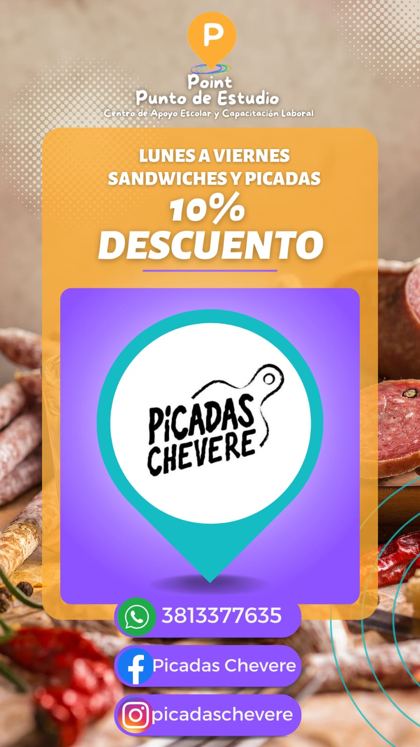 P
Point
Punto de Estudio
Centro de Apoyo Escolar y Capacitación Laboral
LUNES A VIERNES
SANDWICHES Y PICADAS
10%
DESCUENTO
PICADAS
CHEVERE
3813377635
Picadas Chevere
picadaschevere